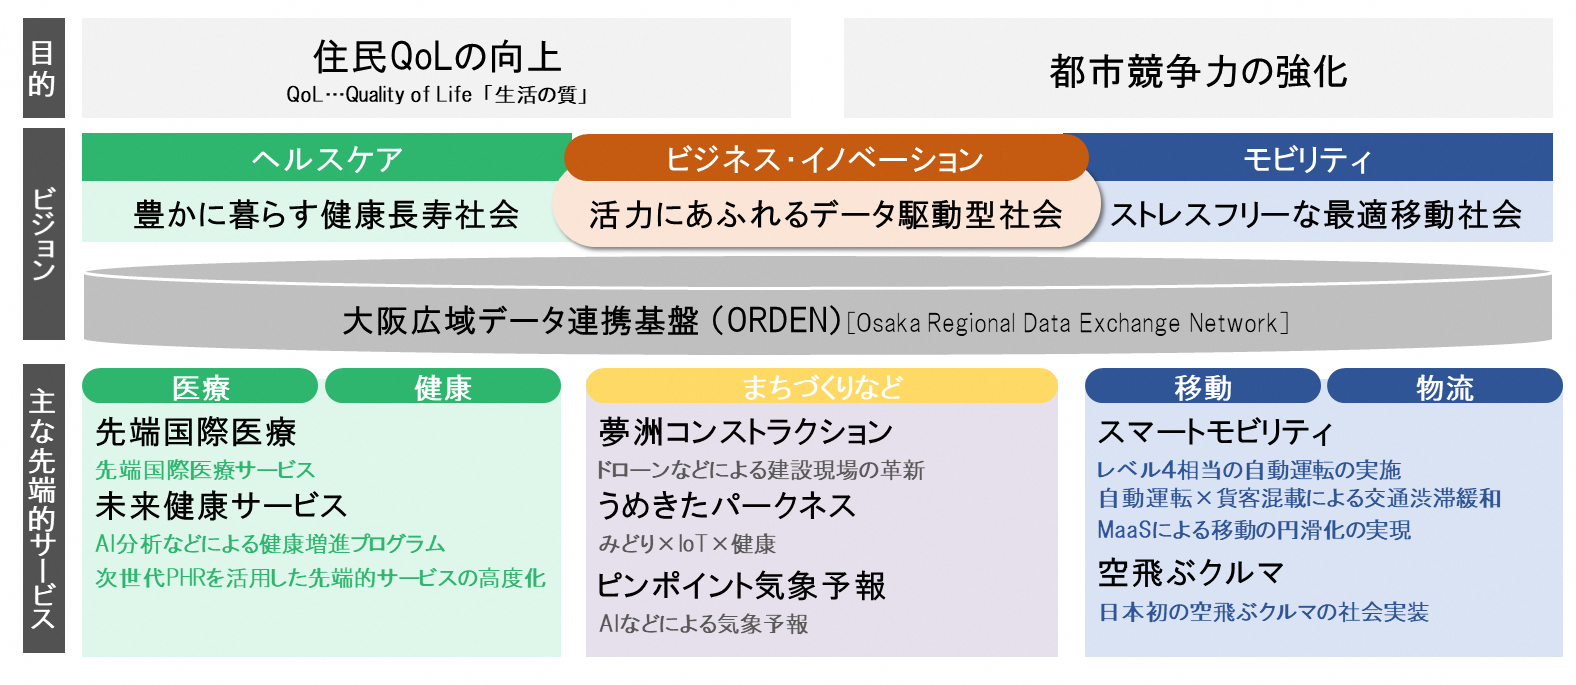 目的
住民QoLの向上
QoL…Quality of Life「生活の質」
都市競争力の強化
ビジョン
ヘルスケア
豊かに暮らす健康長寿社会
ビジネス・イノベーション
活力にあふれるデータ駆動型社会
モビリティ
ストレスフリーな最適移動社会
大阪広域データ連携基盤（ORDEN）[Osaka Regional Data Exchange Network]
主な先端的サービス
医療
健康
先端国際医療
先端国際医療サービス
未来健康サービス
AI分析などによる健康増進プログラム
次世代PHRを活用した先端的サービスの高度化
まちづくりなど
夢洲コンストラクション
ドローンなどによる建設現場の革新
うめきたパークネス
みどり×IoT×健康
ピンポイント気象予報
AIなどによる気象予報
移動
物流
スマートモビリティ
レベル4相当の自動運転の実施
自動運転×貨客混載による交通渋滞緩和
MaaSによる移動の円滑化の実現
空飛ぶクルマ
日本初の空飛ぶクルマの社会実装